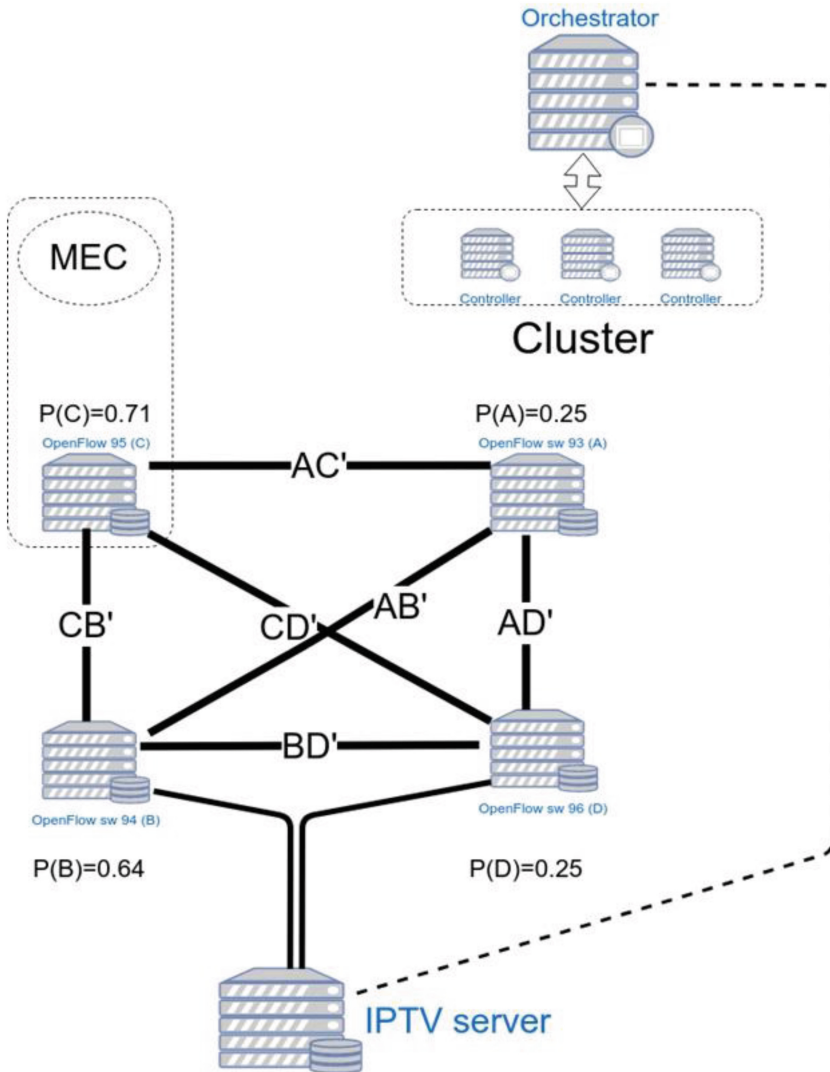 Orchestrator
MEC
Controller
Controller
Controller
Cluster
P(C)=0.71
P(A)=0.25
OpenFlow 95 (C)
OpenFlow sw 93 (A)
AC'
CB'
CD'
AB'
AD'
BD'
OpenFlow sw 94 (B)
OpenFlow sw 96 (D)
P(B)=0.64
P(D)=0.25
IPTV server